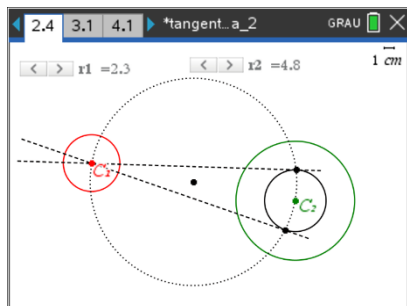 2.4 3.1 4.1 *tangent…a_2 GRAU
1 cm
< > r1 =2.3 < > r2 =4.8
C₁
C₂